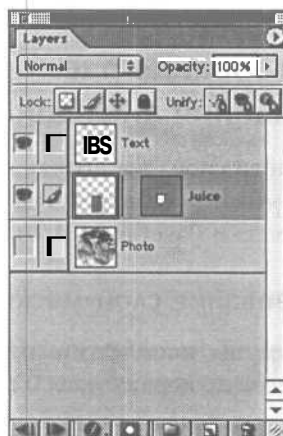 Layers
Normal Opacity: 100%
Lock: Unify:
IBS Text
Juice
Photo